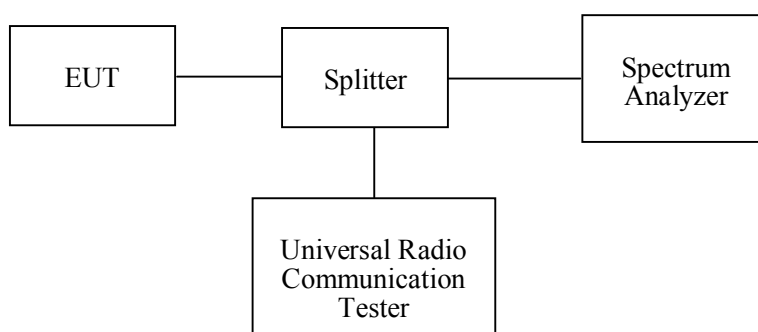 EUT
Splitter
Spectrum
Analyzer
Universal Radio
Communication
Tester